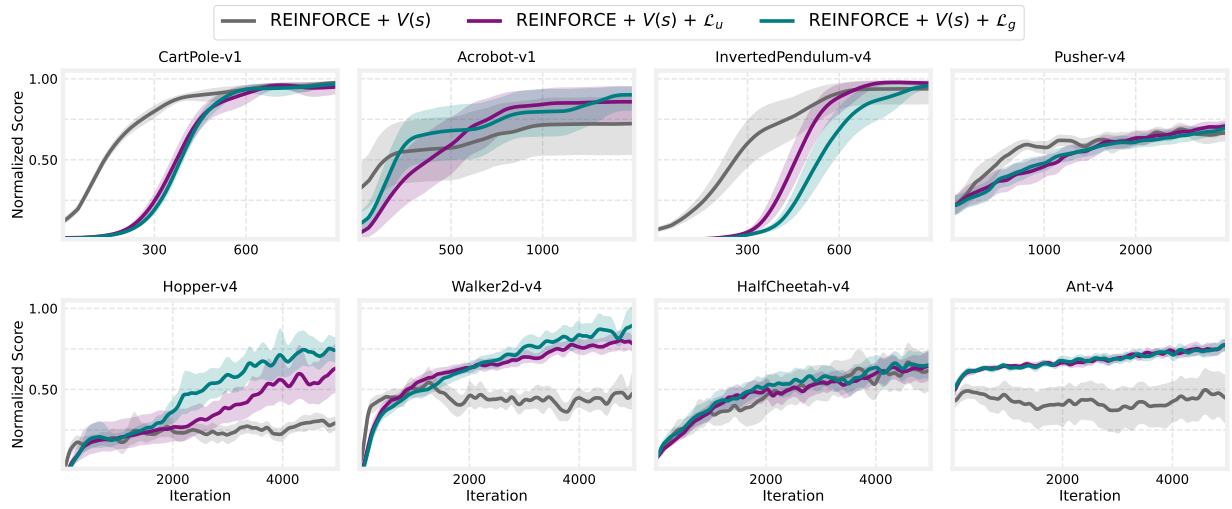 REINFORCE + V(s) REINFORCE + V(s) + ℒu REINFORCE + V(s) + ℒg
CartPole-v1 Acrobot-v1 InvertedPendulum-v4 Pusher-v4
Normalized Score
1.00
0.50
300 600 500 1000 300 600 1000 2000
Hopper-v4 Walker2d-v4 HalfCheetah-v4 Ant-v4
Normalized Score
1.00
0.50
2000 4000 2000 4000 2000 4000 2000 4000
Iteration Iteration Iteration Iteration